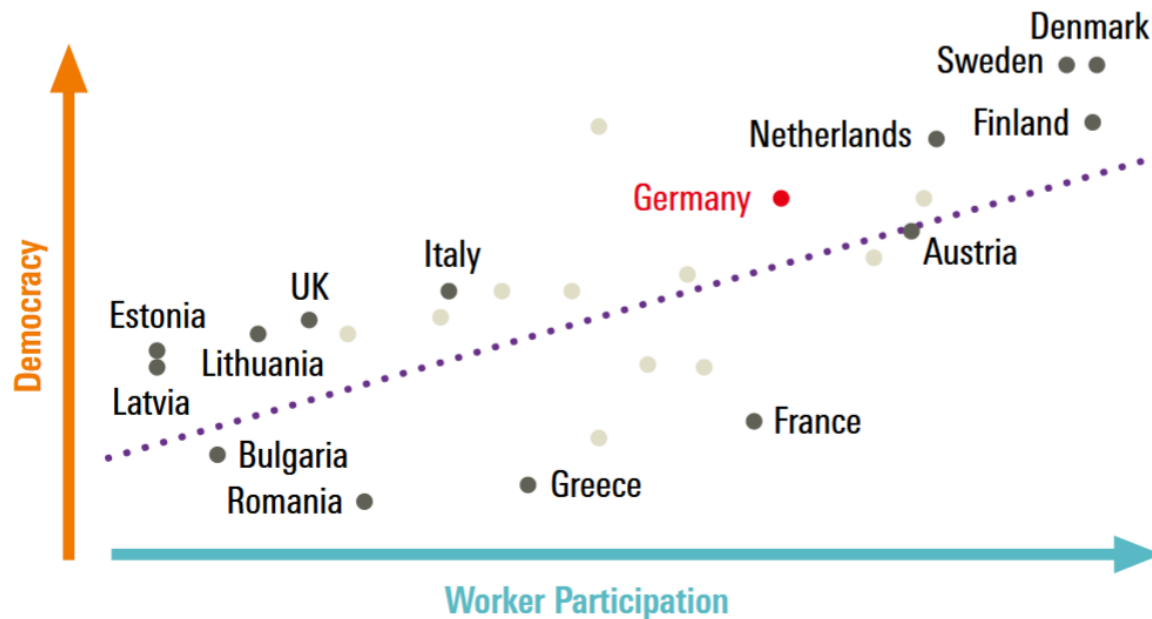 Denmark
Sweden
Finland
Netherlands
Germany
Austria
Italy
UK
Estonia
Lithuania
Latvia
France
Bulgaria
Greece
Romania
Democracy
Worker Participation